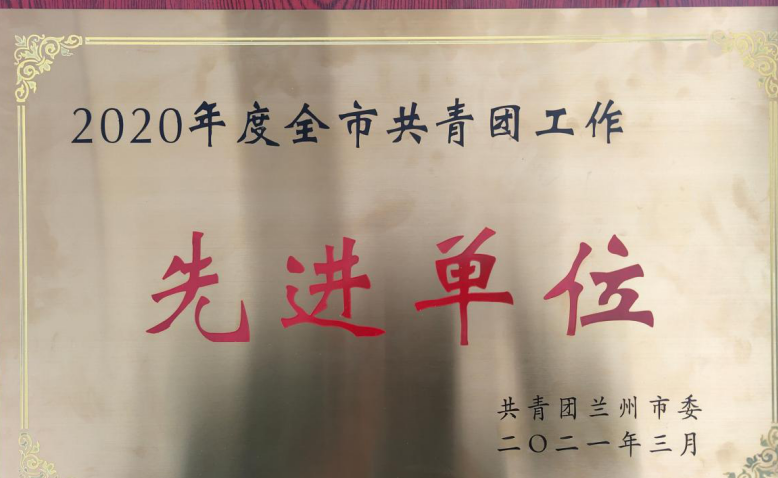 2020年度全市共青团工作
先进单位
共青团兰州市委
二〇二一年三月